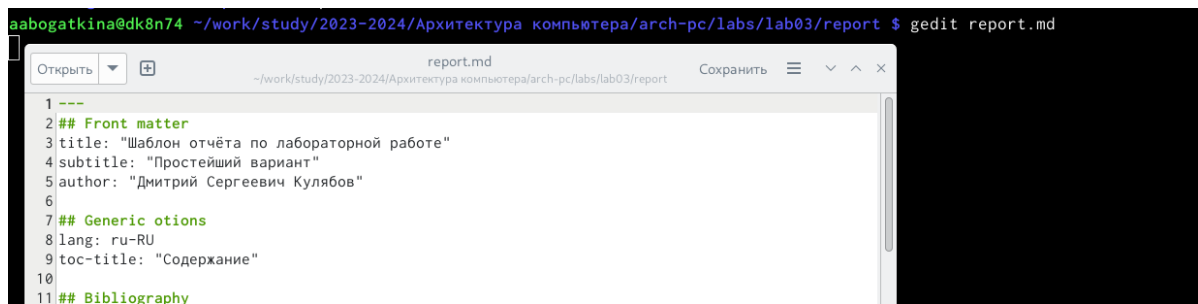 aabogatkina@dk8n74 ~/work/study/2023-2024/Архитектура компьютера/arch-pc/labs/lab03/report $ gedit report.md
Открыть
report.md
~/work/study/2023-2024/Архитектура компьютера/arch-pc/labs/lab03/report
Сохранить
1 ---
2 ## Front matter
3 title: "Шаблон отчёта по лабораторной работе"
4 subtitle: "Простейший вариант"
5 author: "Дмитрий Сергеевич Кулябов"
6
7 ## Generic otions
8 lang: ru-RU
9 toc-title: "Содержание"
10
11 ## Bibliography